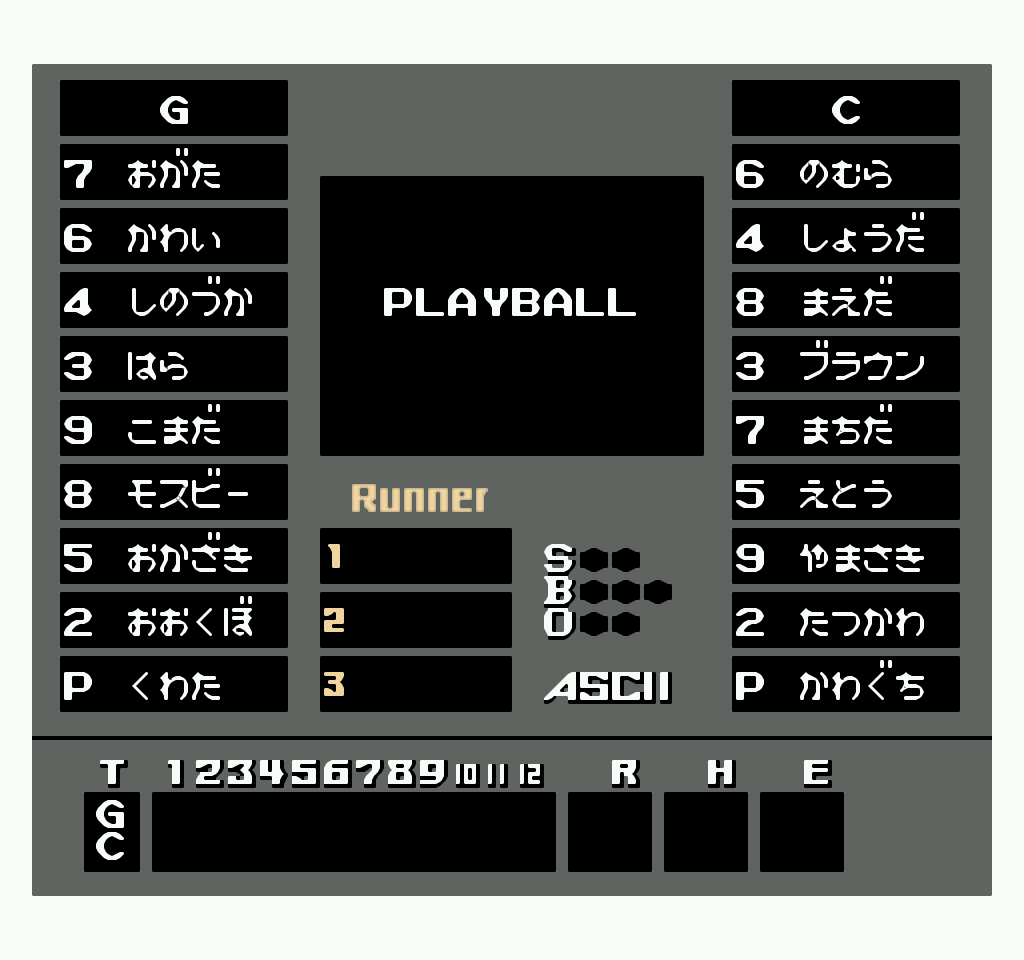 G
7 おがた
6 かわい
4 しのづか
3 はら
9 こまだ
8 モスビー
5 おかざき
2 おおくぼ
P くわた
PLAYBALL
Runner
1
2
3
S
B
O
ASCII
C
6 のむら
4 しょうだ
8 まえだ
3 ブラウン
7 まちだ
5 えとう
9 やまさき
2 たつかわ
P かわぐち
T 1 2 3 4 5 6 7 8 9 10 11 12 R H E
G
C